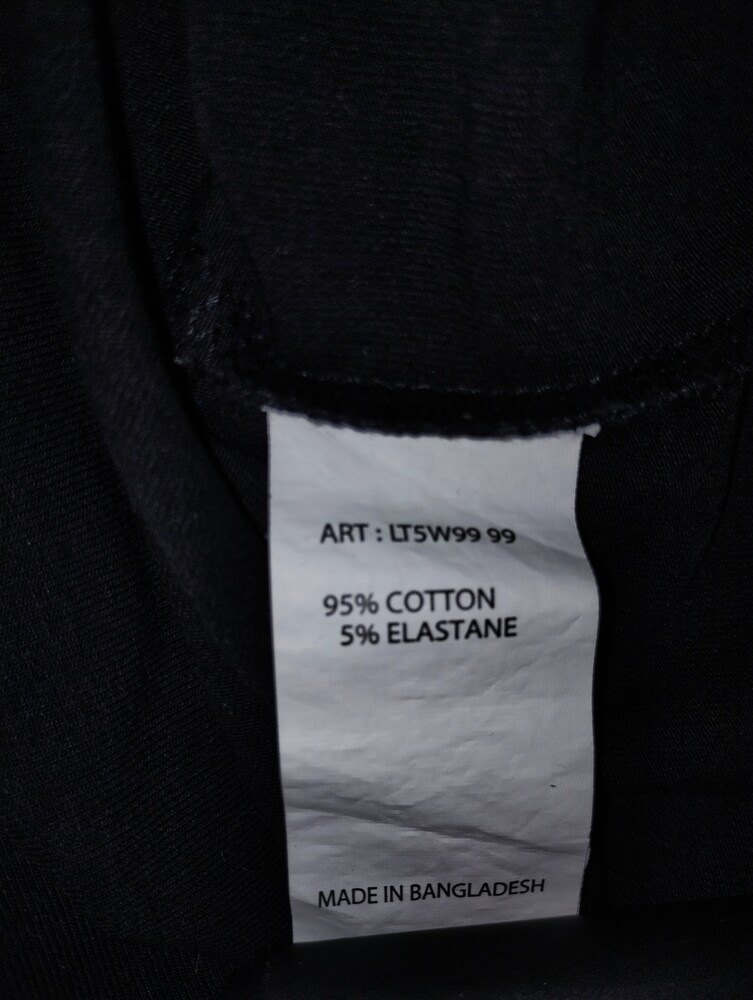 ART : LT5W99 99
95% COTTON
5% ELASTANE
MADE IN BANGLADESH